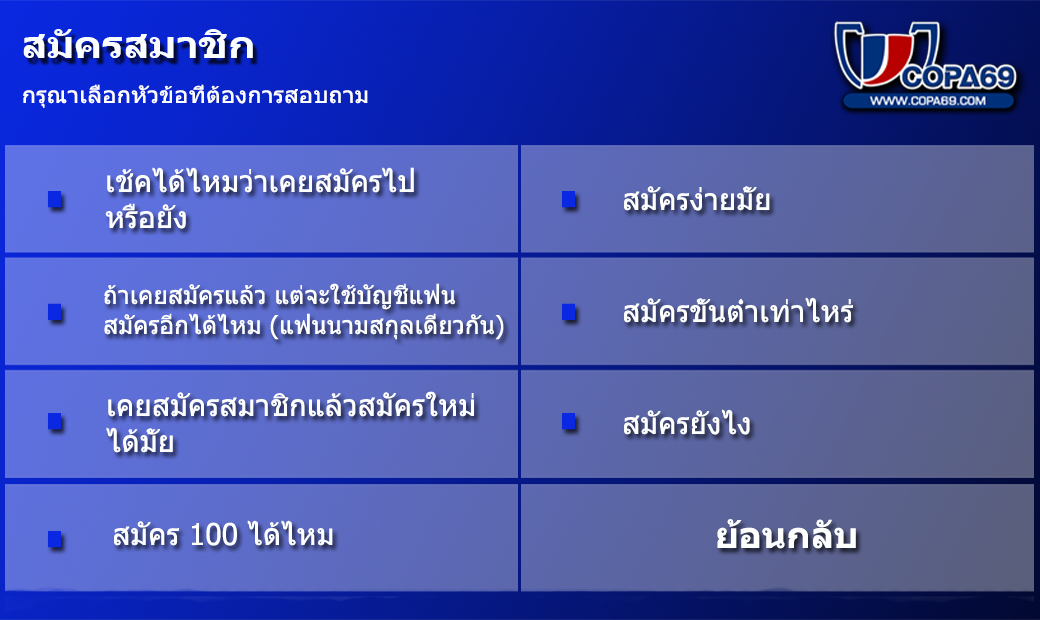 สมัครสมาชิก
กรุณาเลือกหัวข้อที่ต้องการสอบถาม
COPA69
WWW.COPA69.COM
เช้คได้ไหมว่าเคยสมัครไป
หรือยัง
สมัครง่ายมั้ย
ถ้าเคยสมัครแล้ว แต่จะใช้บัญชีแฟน
สมัครอีกได้ไหม (แฟนนามสกุลเดียวกัน)
สมัครขั้นต่ำเท่าไหร่
เคยสมัครสมาชิกแล้วสมัครใหม่
ได้มั้ย
สมัครยังไง
สมัคร 100 ได้ไหม
ย้อนกลับ